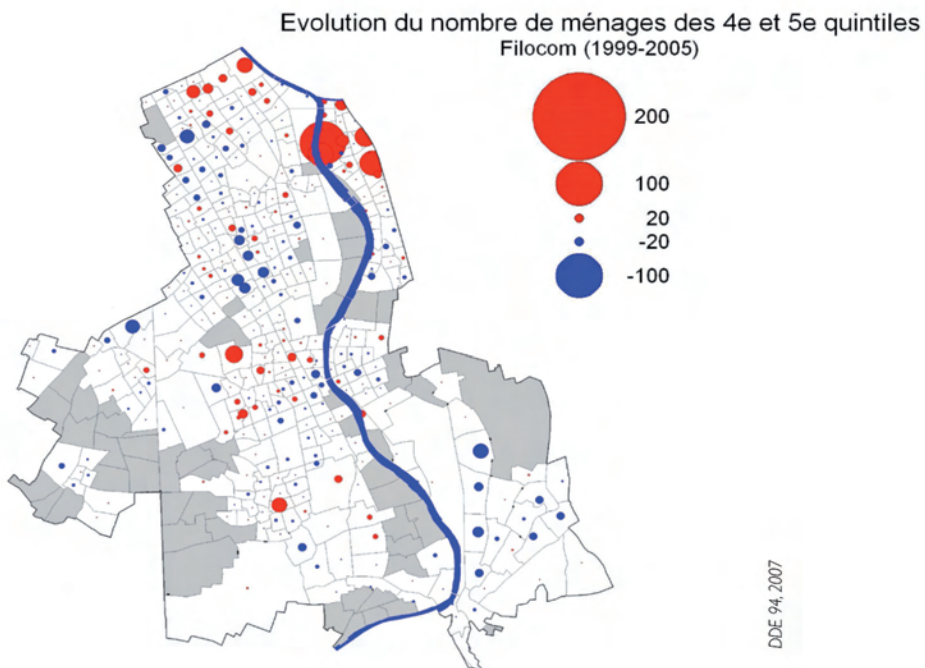 Evolution du nombre de ménages des 4e et 5e quintiles
Filocom (1999-2005)
200
100
20
-20
-100
DDE 94, 2007